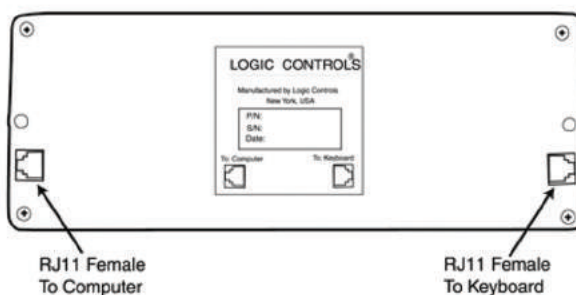 LOGIC CONTROLS®
Manufactured by Logic Controls
New York, USA
P/N:
S/N:
Date:
To Computer To Keyboard
RJ11 Female RJ11 Female
To Computer To Keyboard